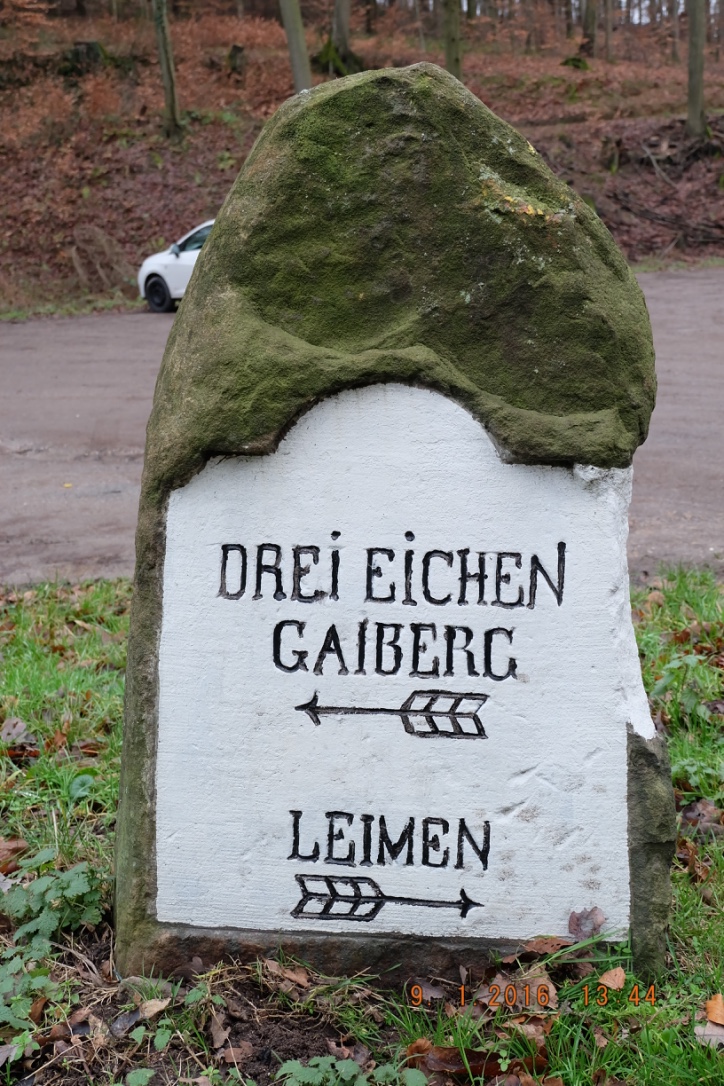 DREI EICHEN
GAIBERG
LEIMEN
9. 1.2016 13:44